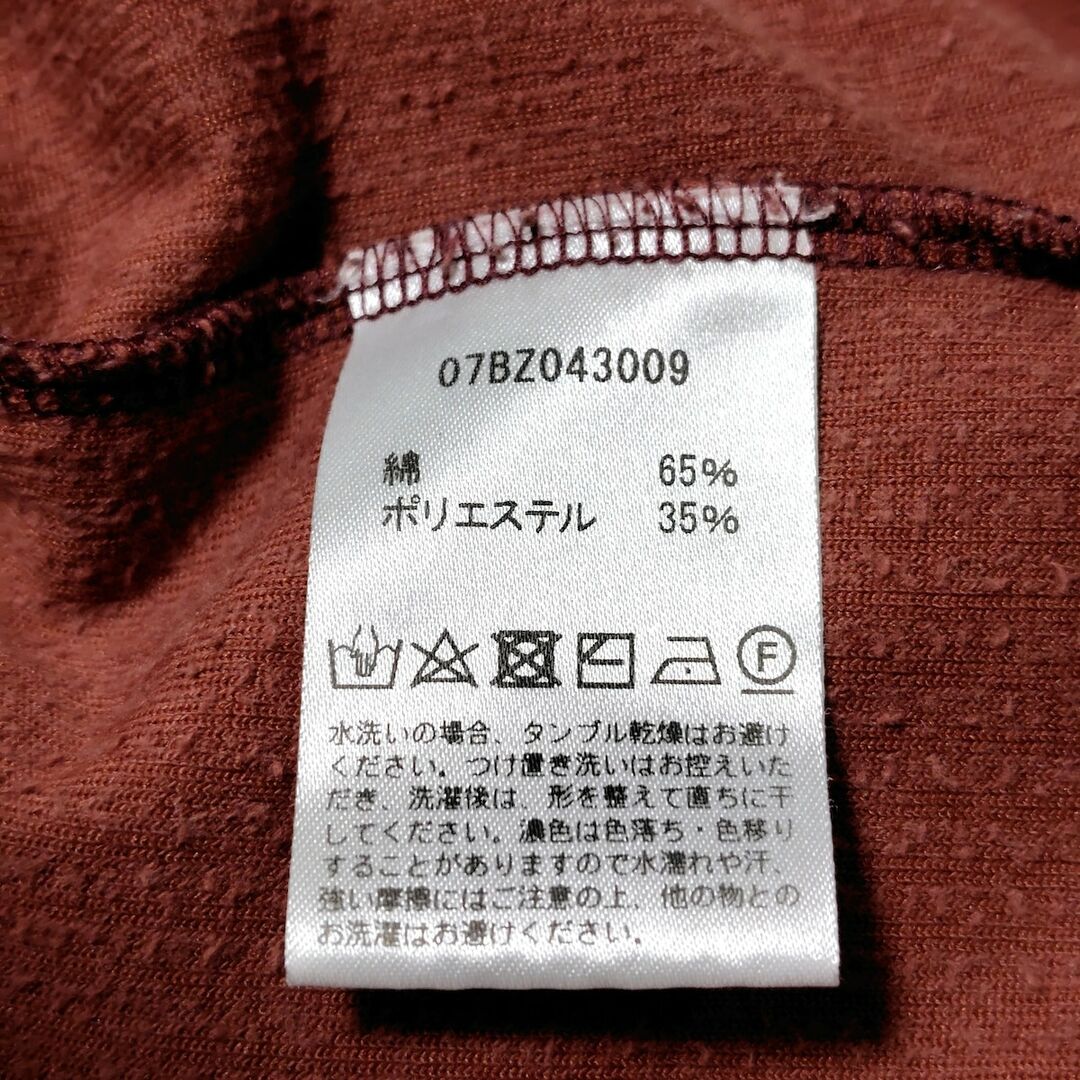 07BZ043009
綿 65%
ポリエステル 35%
F
水洗いの場合、タンブル乾燥はお避け
ください。つけ置き洗いはお控えいた
だき、洗濯後は、形を整えて直ちに干
してください。濃色は色落ち・色移り
することがありますので水濡れや汗、
強い摩擦にはご注意の上、他の物との
お洗濯はお避けください。